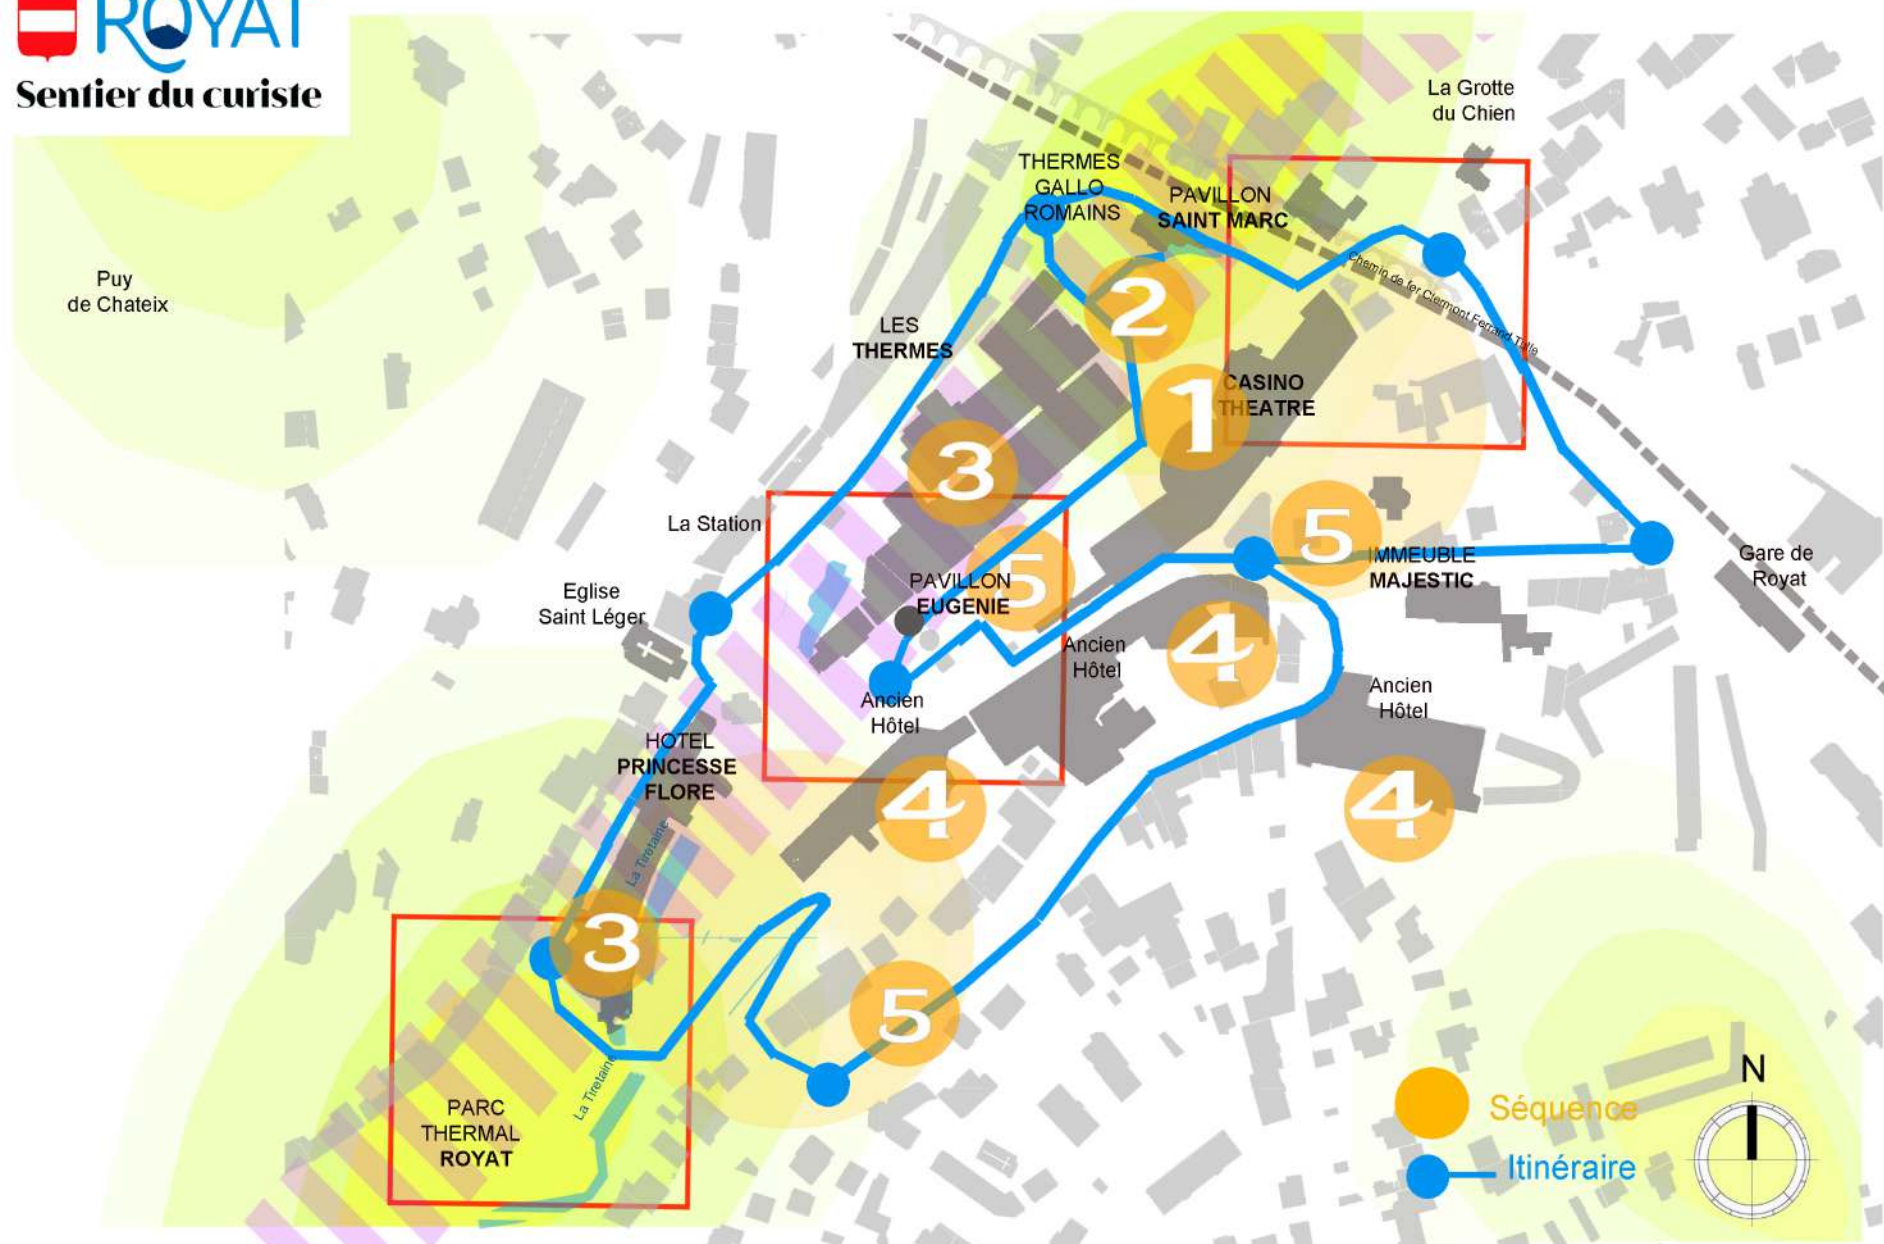 ROYAT
Sentier du curiste
La Grotte
du Chien
THERMES
GALLO
ROMAINS
PAVILLON
SAINT MARC
Puy
de Chateix
Chemin de fer Clermont Ferrand Tulle
2
LES
THERMES
1
CASINO
THEATRE
3
La Station
5
IMMEUBLE
MAJESTIC
Gare de
Royat
Eglise
Saint Léger
PAVILLON
EUGENIE
5
4
Ancien
Hôtel
Ancien
Hôtel
Ancien
Hôtel
HOTEL
PRINCESSE
FLORE
4
4
La Tiretaine
3
5
La Tiretaine
PARC
THERMAL
ROYAT
N
Séquence
Itinéraire